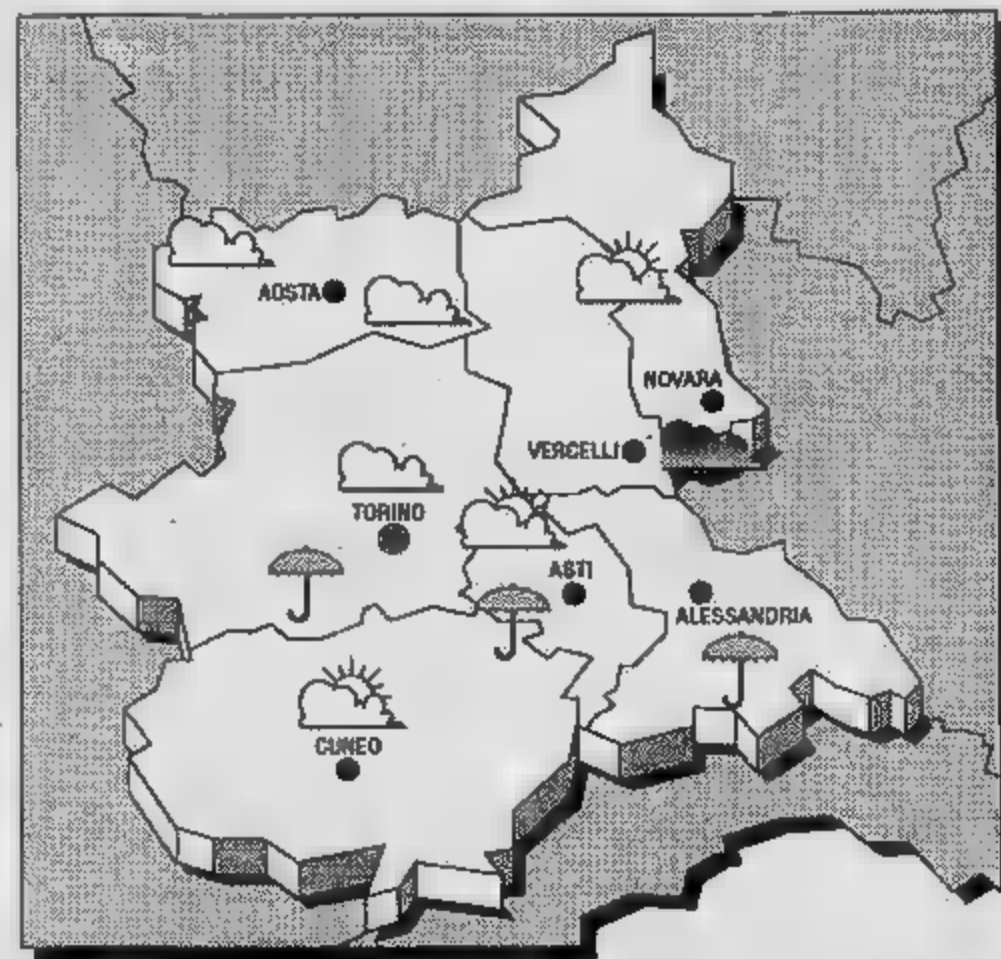 AOSTA
NOVARA
VERCELLI
TORINO
ASTI
ALESSANDRIA
CUNEO